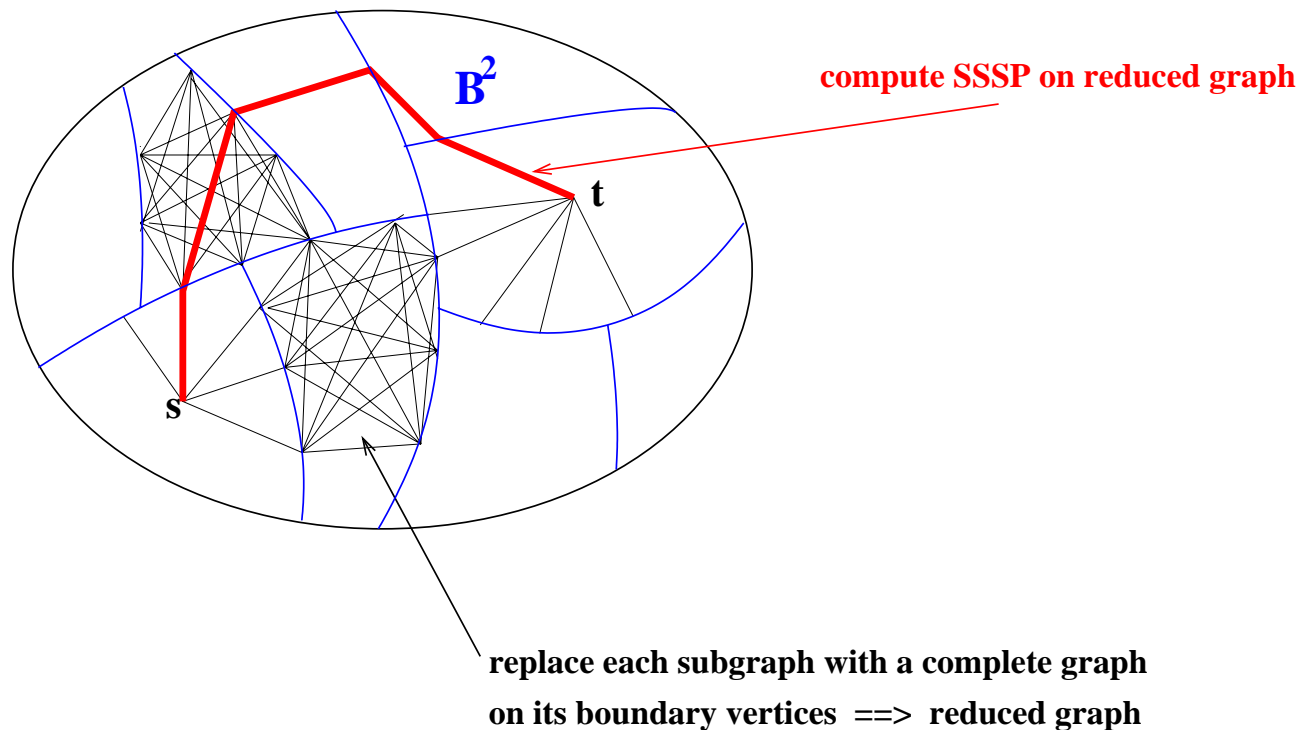 B²
compute SSSP on reduced graph
t
s
replace each subgraph with a complete graph
on its boundary vertices ==> reduced graph